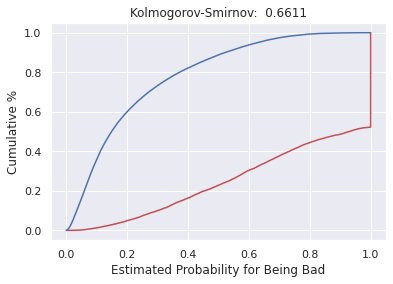 Kolmogorov-Smirnov:  0.6611
1.0
0.8
0.6
0.4
0.2
0.0
Cumulative %
0.0 0.2 0.4 0.6 0.8 1.0
Estimated Probability for Being Bad